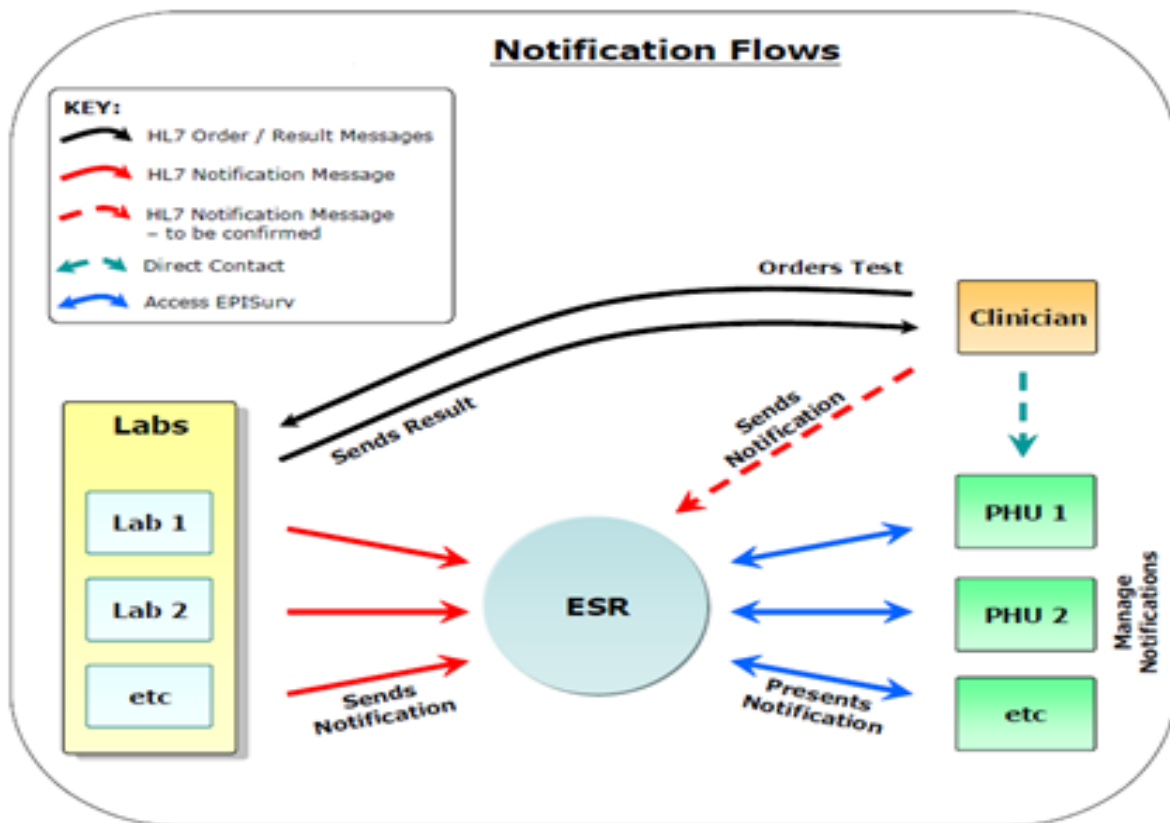 Notification Flows
KEY:
HL7 Order / Result Messages
HL7 Notification Message
HL7 Notification Message
– to be confirmed
Direct Contact
Access EPISurv
Orders Test
Clinician
Sends Result
Sends
Notification
Labs
Lab 1
Lab 2
etc
Sends
Notification
ESR
PHU 1
PHU 2
etc
Manage
Notifications
Presents
Notification